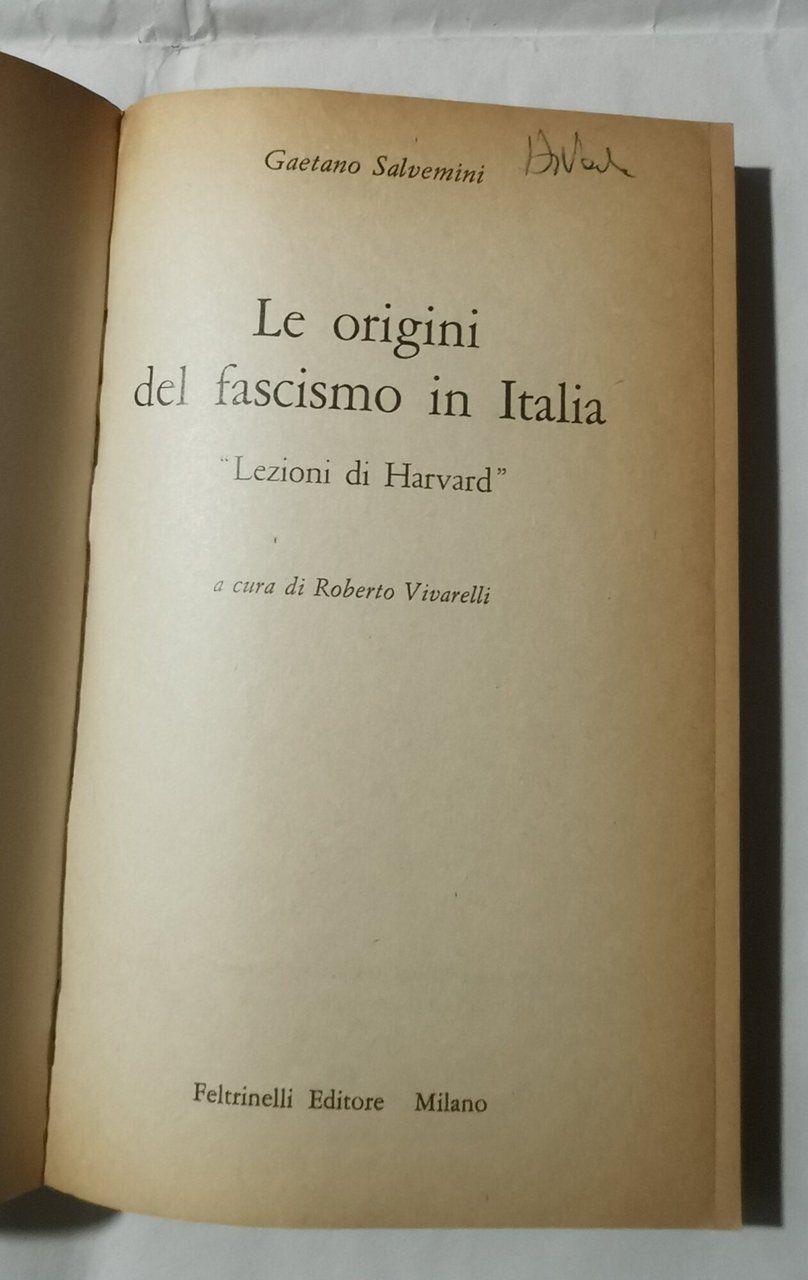 Gaetano Salvemini
Le origini
del fascismo in Italia
“Lezioni di Harvard”
a cura di Roberto Vivarelli
Feltrinelli Editore Milano